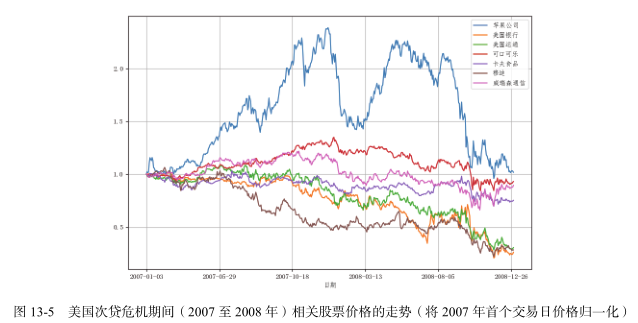 苹果公司
美国银行
美国运通
可口可乐
卡夫食品
雅诗
威瑞森通信
2.0
1.5
1.0
0.5
2007-01-03
2007-05-29
2007-10-18
2008-03-13
2008-08-05
2008-12-26
日期
图 13-5 美国次贷危机期间（2007 至 2008 年）相关股票价格的走势（将 2007 年首个交易日价格归一化）